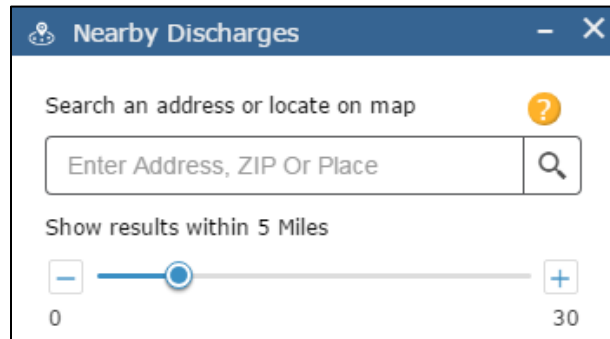 Nearby Discharges
Search an address or locate on map
?
Enter Address, ZIP Or Place
Show results within 5 Miles
0 30